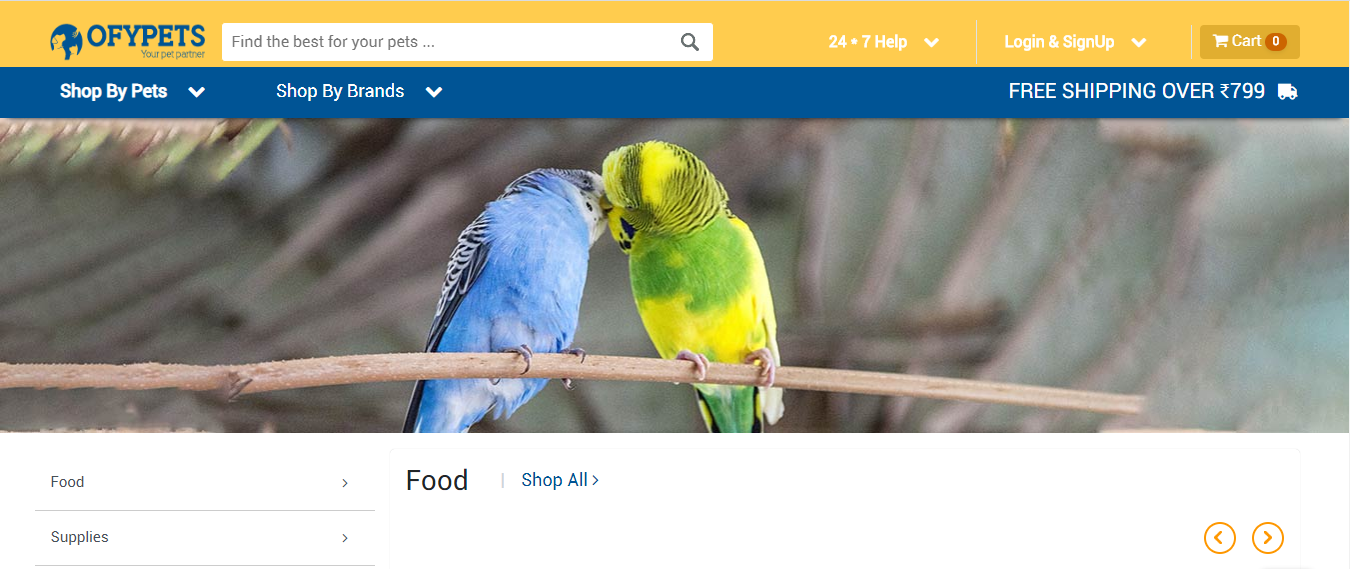 OFYPETS
Your pet partner
Find the best for your pets ...
24 • 7 Help
Login & SignUp
Cart 0
Shop By Pets
Shop By Brands
FREE SHIPPING OVER ₹799
Food
Supplies
Food | Shop All >